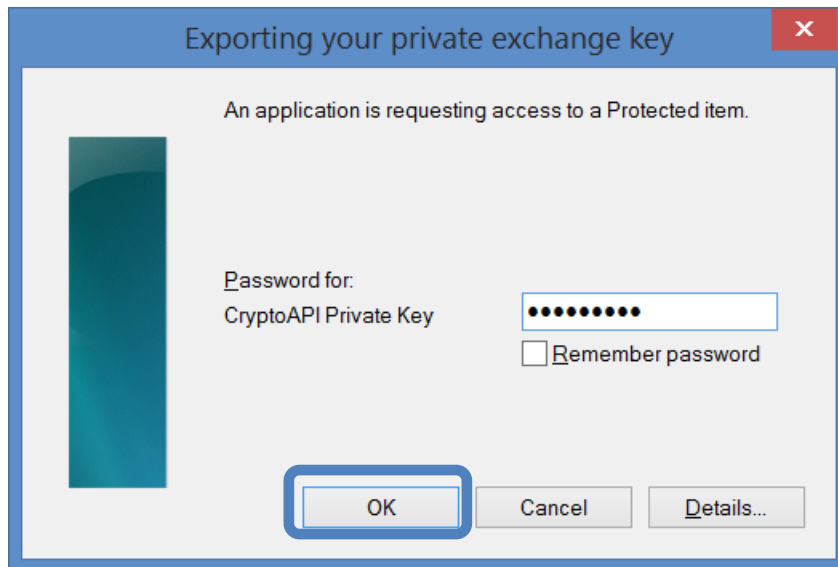 Exporting your private exchange key
An application is requesting access to a Protected item.
Password for:
CryptoAPI Private Key
●●●●●●●●●
Remember password
OK
Cancel
Details...